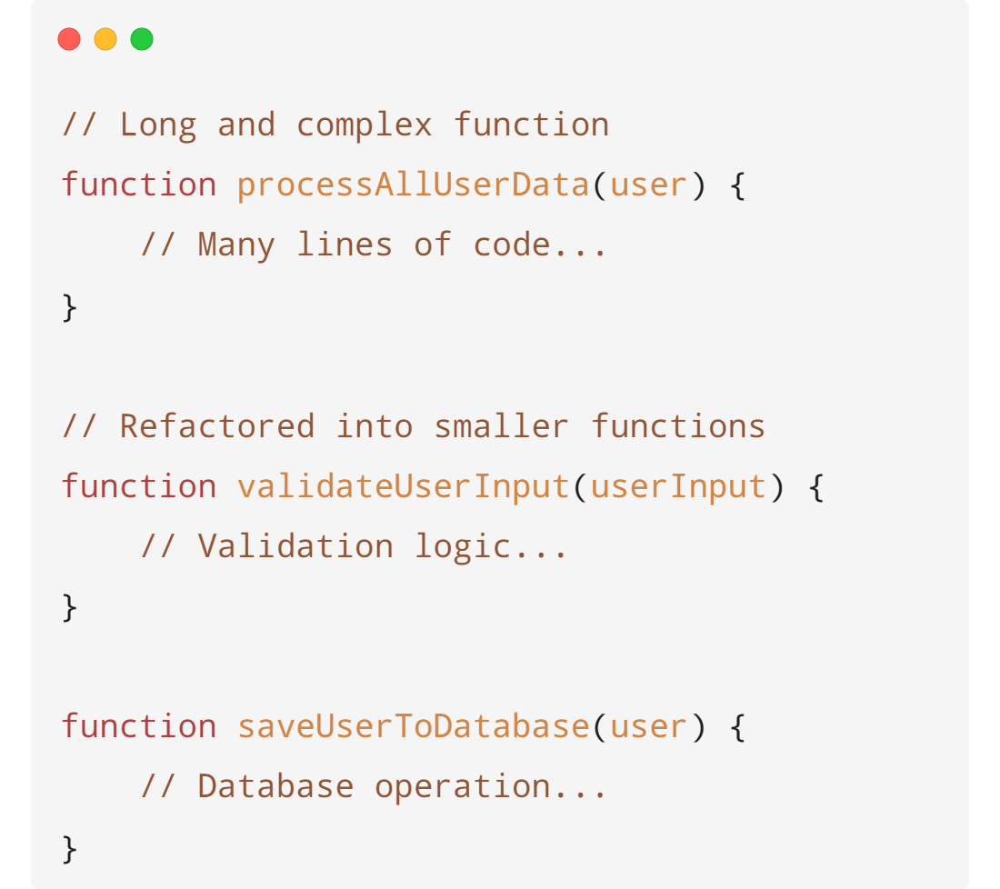 // Long and complex function
function processAllUserData(user) {
    // Many lines of code...
}
// Refactored into smaller functions
function validateUserInput(userInput) {
    // Validation logic...
}
function saveUserToDatabase(user) {
    // Database operation...
}